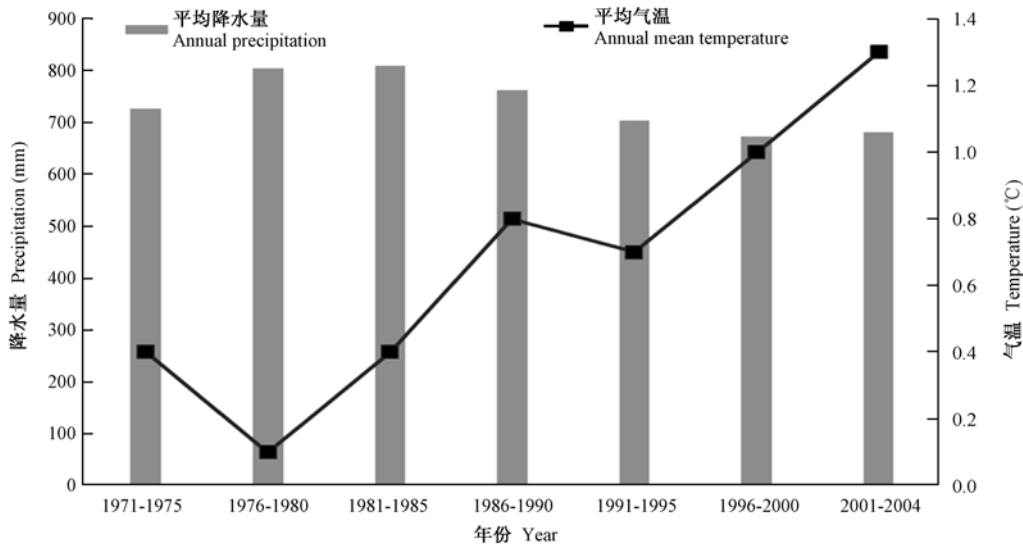 平均降水量
Annual precipitation
平均气温
Annual mean temperature
降水量 Precipitation (mm)
900
800
700
600
500
400
300
200
100
0
1.4
1.2
1.0
0.8
0.6
0.4
0.2
0.0
气温 Temperature (℃)
1971-1975 1976-1980 1981-1985 1986-1990 1991-1995 1996-2000 2001-2004
年份 Year